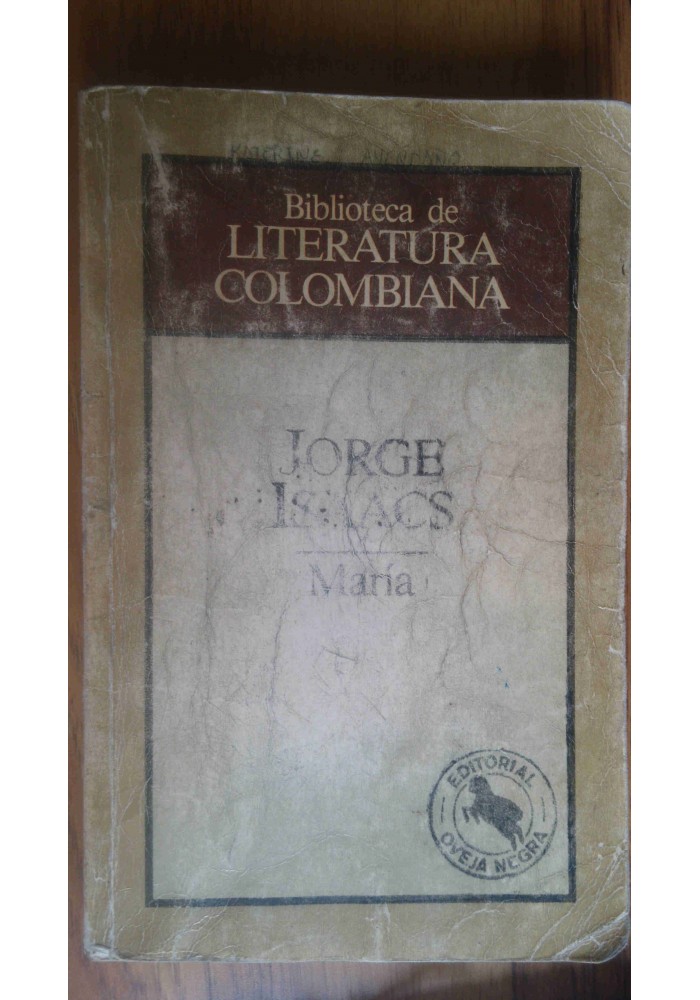 Biblioteca de
LITERATURA
COLOMBIANA
JORGE
ISAACS
María
EDITORIAL
OVEJA NEGRA